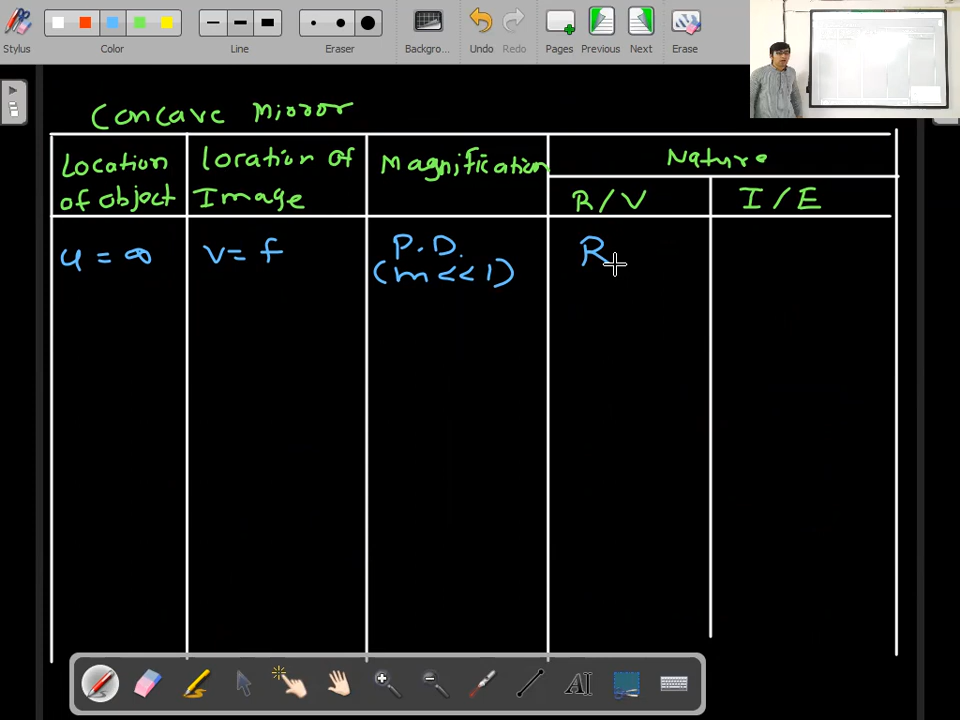 Stylus
Color
Line
Eraser
Backgro...
Undo
Redo
Pages
Previous
Next
Erase
Concave Mirror
Location of object
Location of Image
Magnification
Nature
R / V
I / E
u = ∞
v = f
P.D.
(m << 1)
R
AI